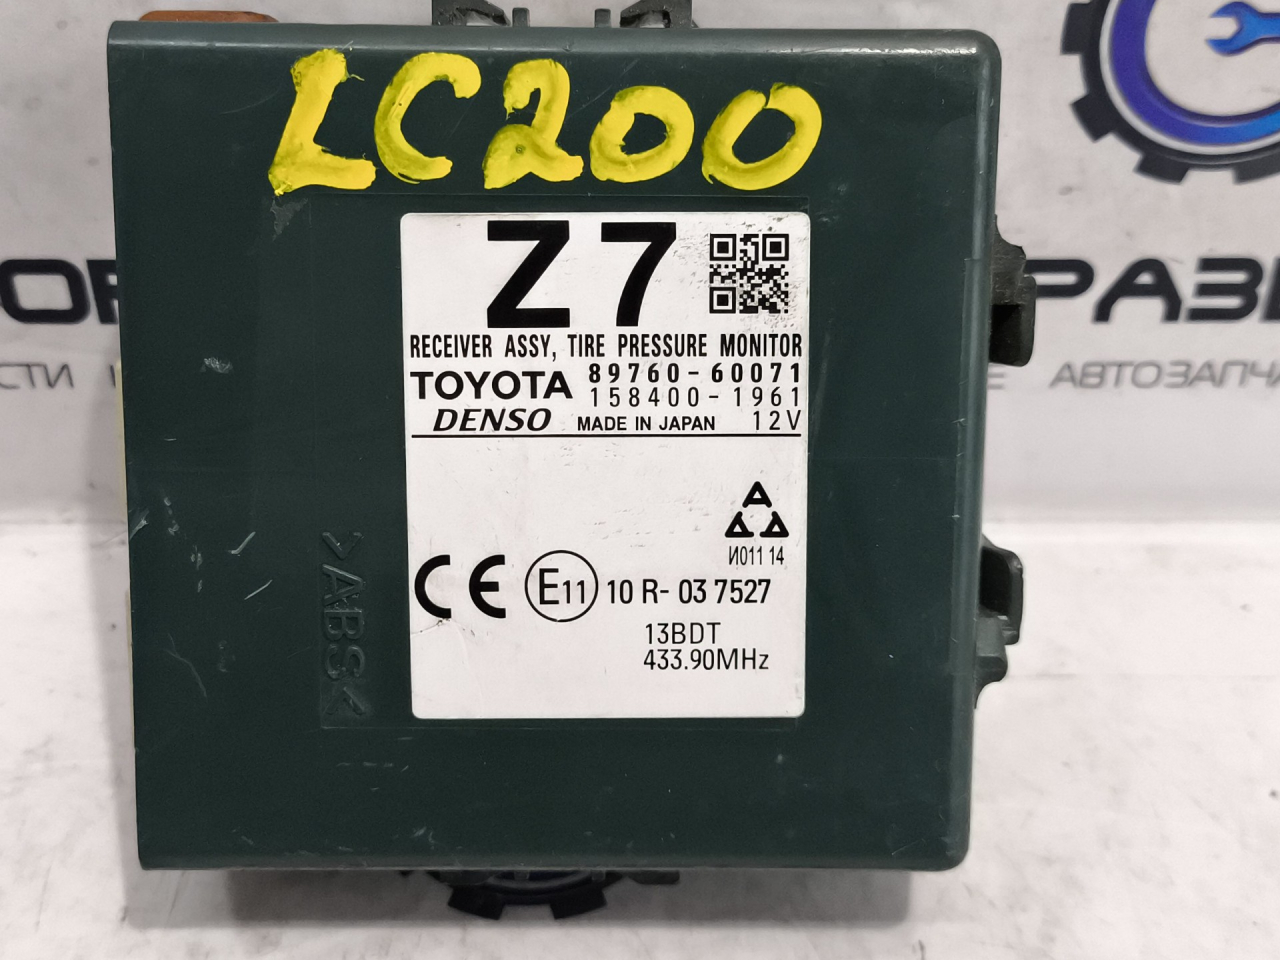 LC200
Z7
RECEIVER ASSY, TIRE PRESSURE MONITOR
TOYOTA 89760-60071
158400-1961
DENSO MADE IN JAPAN 12V
И011 14
CE E11 10 R- 03 7527
13BDT
433.90MHz
>ABS<
АВТОЗАПЧА